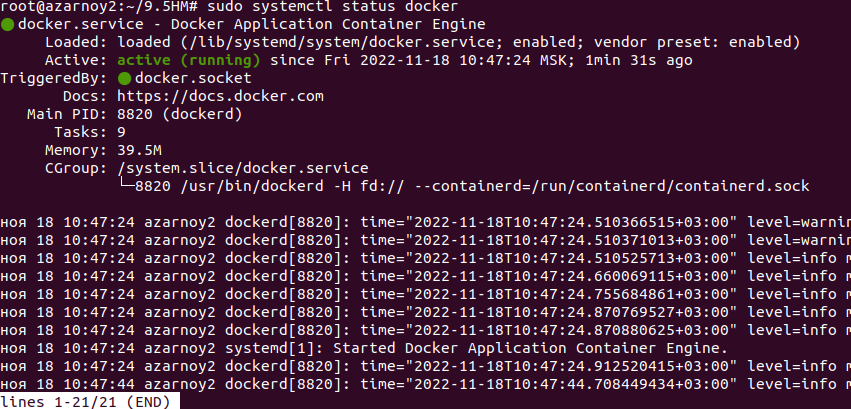 root@azarnoy2:~/9.5HM# sudo systemctl status docker
● docker.service - Docker Application Container Engine
     Loaded: loaded (/lib/systemd/system/docker.service; enabled; vendor preset: enabled)
     Active: active (running) since Fri 2022-11-18 10:47:24 MSK; 1min 31s ago
TriggeredBy: ● docker.socket
       Docs: https://docs.docker.com
   Main PID: 8820 (dockerd)
      Tasks: 9
     Memory: 39.5M
     CGroup: /system.slice/docker.service
             └─8820 /usr/bin/dockerd -H fd:// --containerd=/run/containerd/containerd.sock
ноя 18 10:47:24 azarnoy2 dockerd[8820]: time="2022-11-18T10:47:24.510366515+03:00" level=warnin
ноя 18 10:47:24 azarnoy2 dockerd[8820]: time="2022-11-18T10:47:24.510371013+03:00" level=warnin
ноя 18 10:47:24 azarnoy2 dockerd[8820]: time="2022-11-18T10:47:24.510525713+03:00" level=info m
ноя 18 10:47:24 azarnoy2 dockerd[8820]: time="2022-11-18T10:47:24.660069115+03:00" level=info m
ноя 18 10:47:24 azarnoy2 dockerd[8820]: time="2022-11-18T10:47:24.755684861+03:00" level=info m
ноя 18 10:47:24 azarnoy2 dockerd[8820]: time="2022-11-18T10:47:24.870769527+03:00" level=info m
ноя 18 10:47:24 azarnoy2 dockerd[8820]: time="2022-11-18T10:47:24.870880625+03:00" level=info m
ноя 18 10:47:24 azarnoy2 systemd[1]: Started Docker Application Container Engine.
ноя 18 10:47:24 azarnoy2 dockerd[8820]: time="2022-11-18T10:47:24.912520415+03:00" level=info m
ноя 18 10:47:44 azarnoy2 dockerd[8820]: time="2022-11-18T10:47:44.708449434+03:00" level=info m
lines 1-21/21 (END)